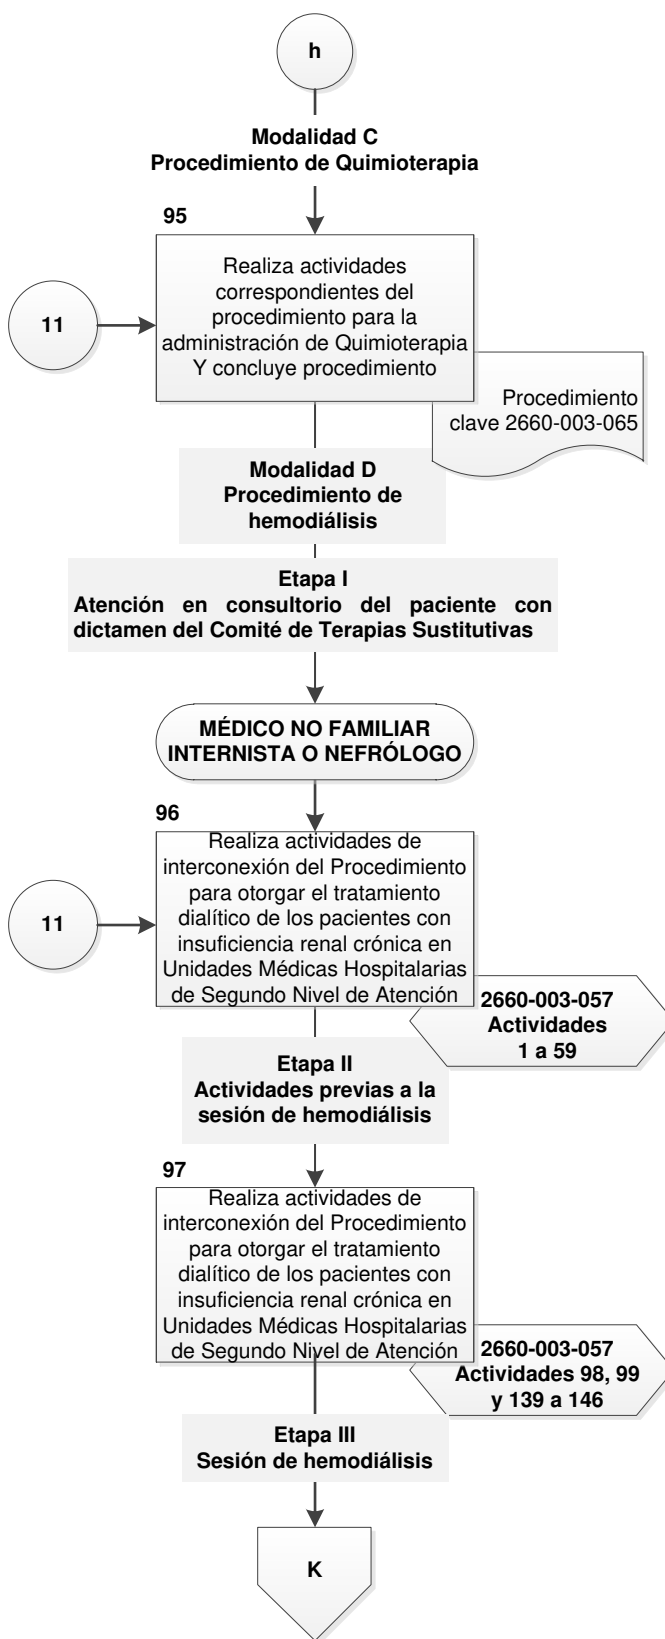 h
Modalidad C
Procedimiento de Quimioterapia
95
Realiza actividades
correspondientes del
procedimiento para la
administración de Quimioterapia
Y concluye procedimiento
11
Procedimiento
clave 2660-003-065
Modalidad D
Procedimiento de
hemodiálisis
Etapa I
Atención en consultorio del paciente con
dictamen del Comité de Terapias Sustitutivas
MÉDICO NO FAMILIAR
INTERNISTA O NEFRÓLOGO
96
Realiza actividades de
interconexión del Procedimiento
para otorgar el tratamiento
dialítico de los pacientes con
insuficiencia renal crónica en
Unidades Médicas Hospitalarias
de Segundo Nivel de Atención
11
2660-003-057
Actividades
1 a 59
Etapa II
Actividades previas a la
sesión de hemodiálisis
97
Realiza actividades de
interconexión del Procedimiento
para otorgar el tratamiento
dialítico de los pacientes con
insuficiencia renal crónica en
Unidades Médicas Hospitalarias
de Segundo Nivel de Atención
2660-003-057
Actividades 98, 99
y 139 a 146
Etapa III
Sesión de hemodiálisis
K